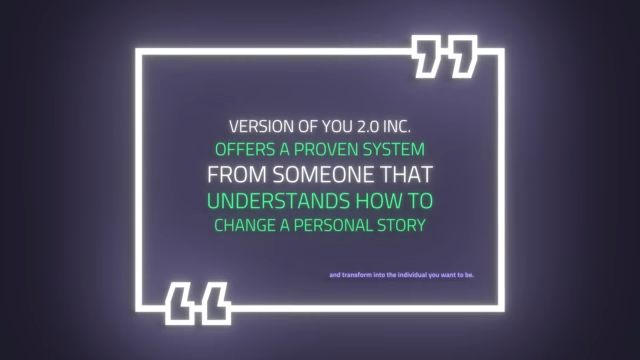 VERSION OF YOU 2.0 INC.
OFFERS A PROVEN SYSTEM
FROM SOMEONE THAT
UNDERSTANDS HOW TO
CHANGE A PERSONAL STORY
and transform into the individual you want to be.